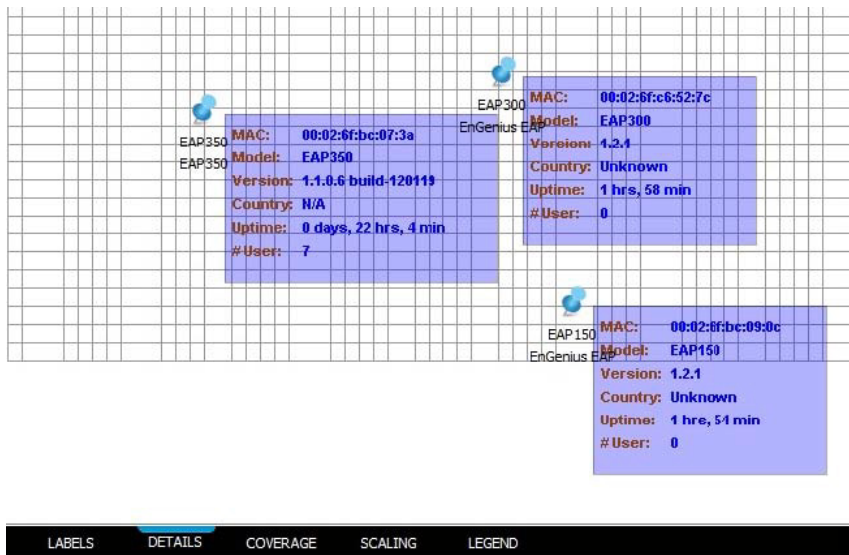 EAP350
EAP350
MAC: 00:02:6f:bc:07:3a
Model: EAP350
Version: 1.1.0.6 build-120119
Country: N/A
Uptime: 0 days, 22 hrs, 4 min
# User: 7
EAP300
EnGenius EAP
MAC: 00:02:6f:c6:52:7c
Model: EAP300
Version: 1.2.1
Country: Unknown
Uptime: 1 hrs, 58 min
# User: 0
EAP150
EnGenius EAP
MAC: 00:02:6f:bc:09:0c
Model: EAP150
Version: 1.2.1
Country: Unknown
Uptime: 1 hrs, 54 min
# User: 0
LABELS DETAILS COVERAGE SCALING LEGEND